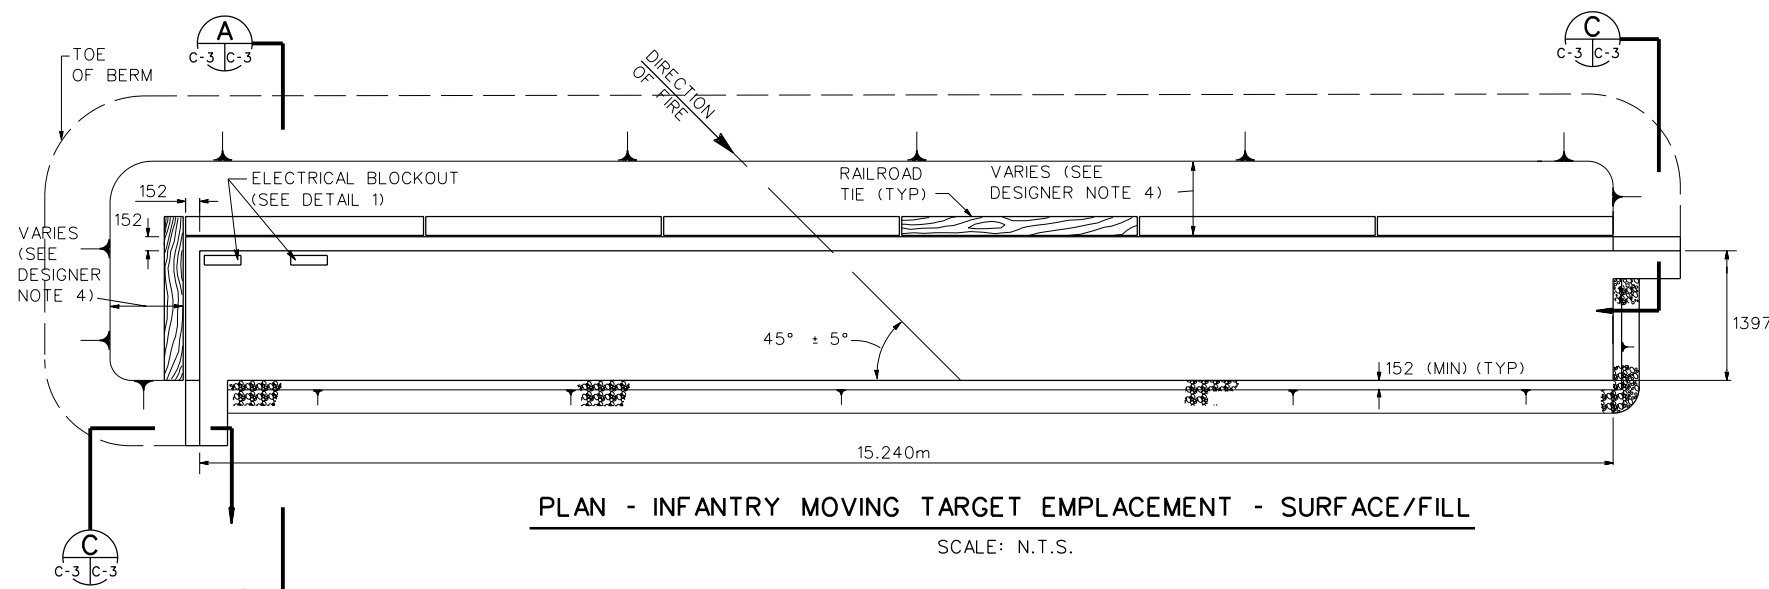 A
C-3 C-3
C
C-3 C-3
TOE
OF BERM
DIRECTION
OF FIRE
ELECTRICAL BLOCKOUT
(SEE DETAIL 1)
RAILROAD
TIE (TYP)
VARIES (SEE
DESIGNER NOTE 4)
152
152
VARIES
(SEE
DESIGNER
NOTE 4)
45° ± 5°
1397
152 (MIN) (TYP)
15.240m
PLAN - INFANTRY MOVING TARGET EMPLACEMENT - SURFACE/FILL
SCALE: N.T.S.
C
C-3 C-3